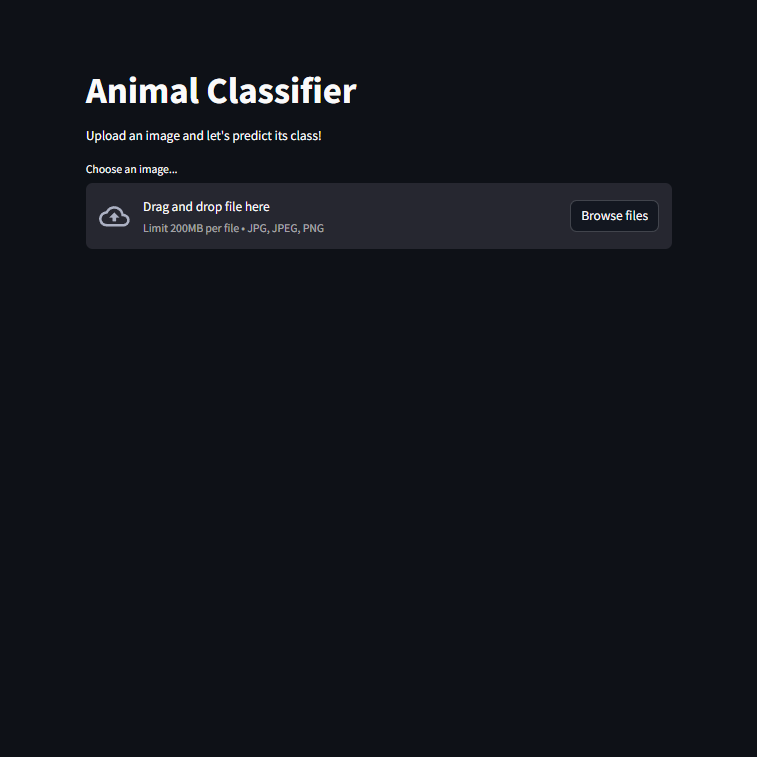 Animal Classifier
Upload an image and let's predict its class!
Choose an image...
Drag and drop file here
Limit 200MB per file • JPG, JPEG, PNG
Browse files